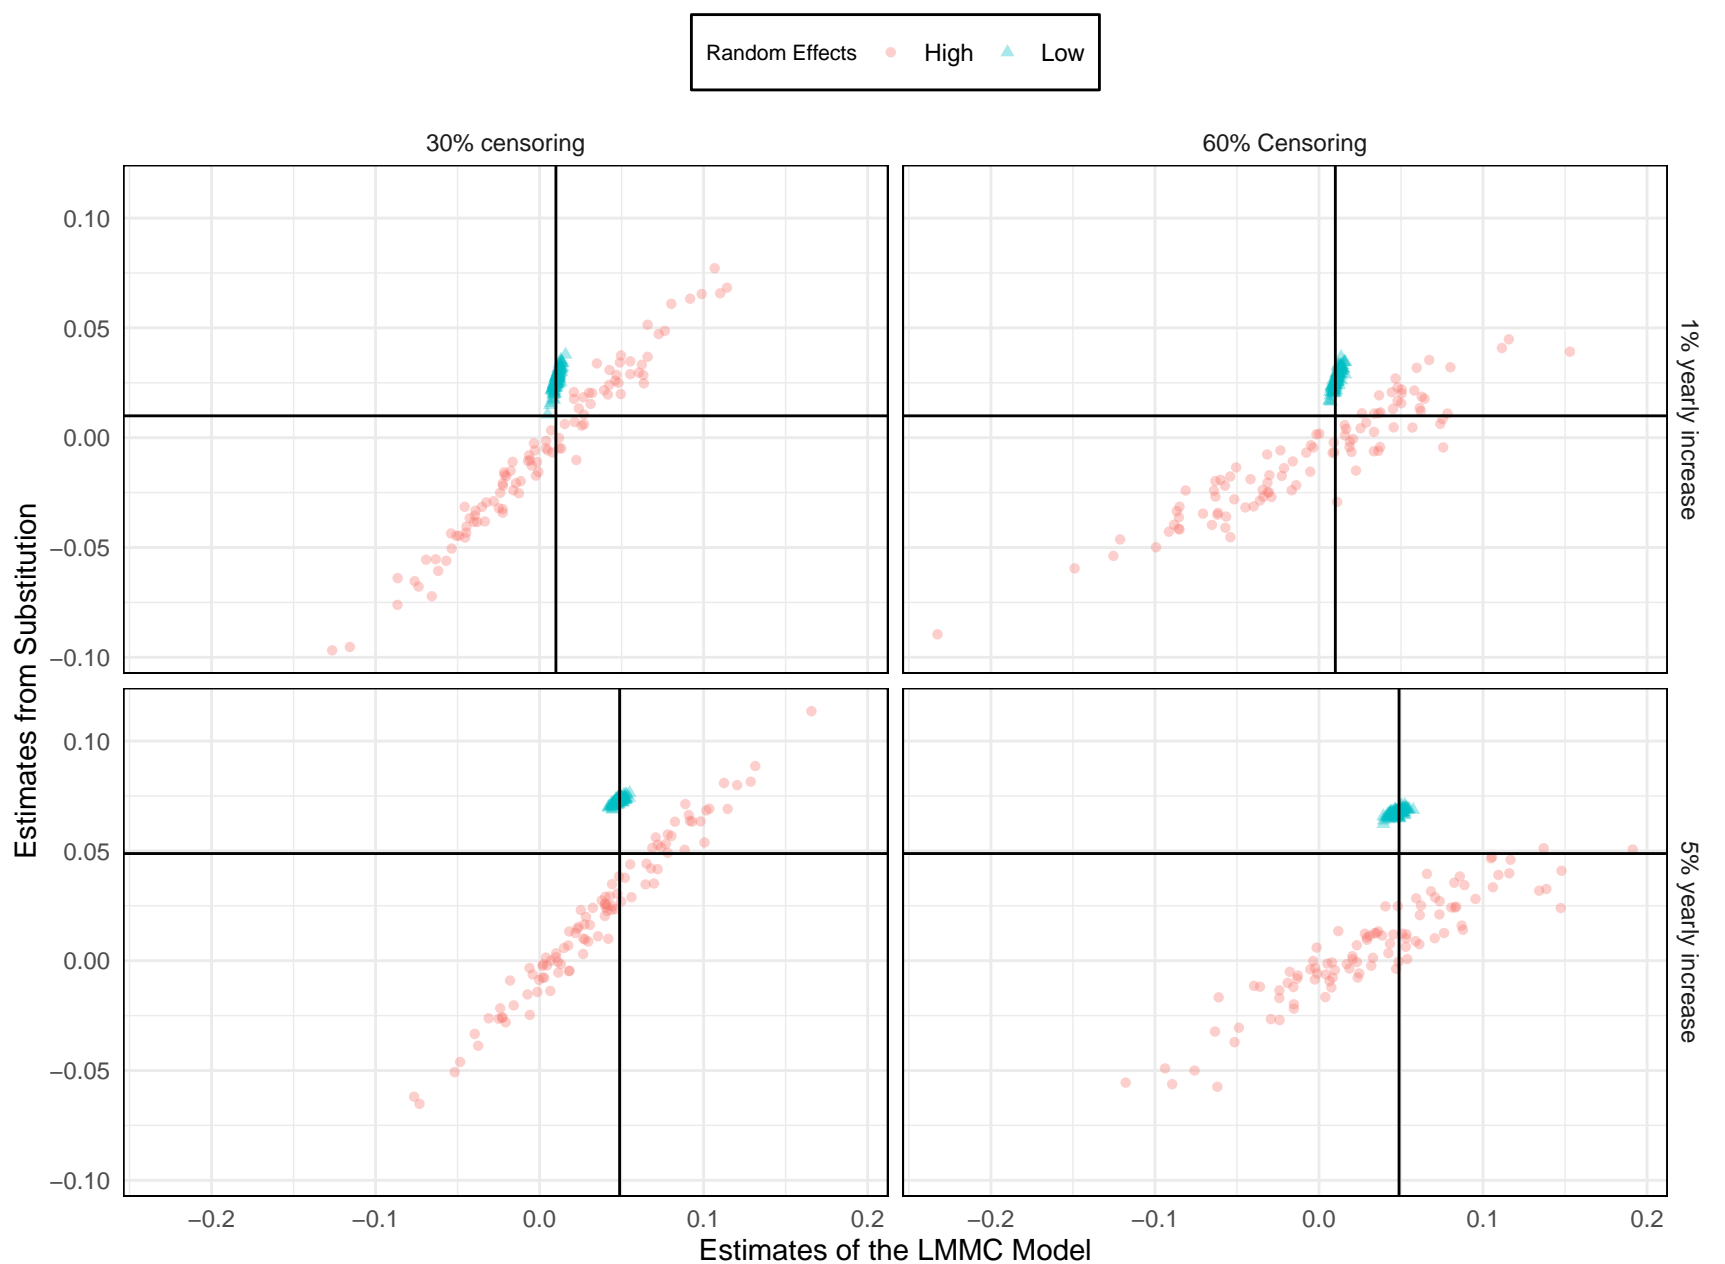 Random Effects High Low
30% censoring 60% Censoring
0.10
0.05
0.00
−0.05
−0.10
1% yearly increase
0.10
0.05
0.00
−0.05
−0.10
5% yearly increase
Estimates from Substitution
−0.2 −0.1 0.0 0.1 0.2 −0.2 −0.1 0.0 0.1 0.2
Estimates of the LMMC Model